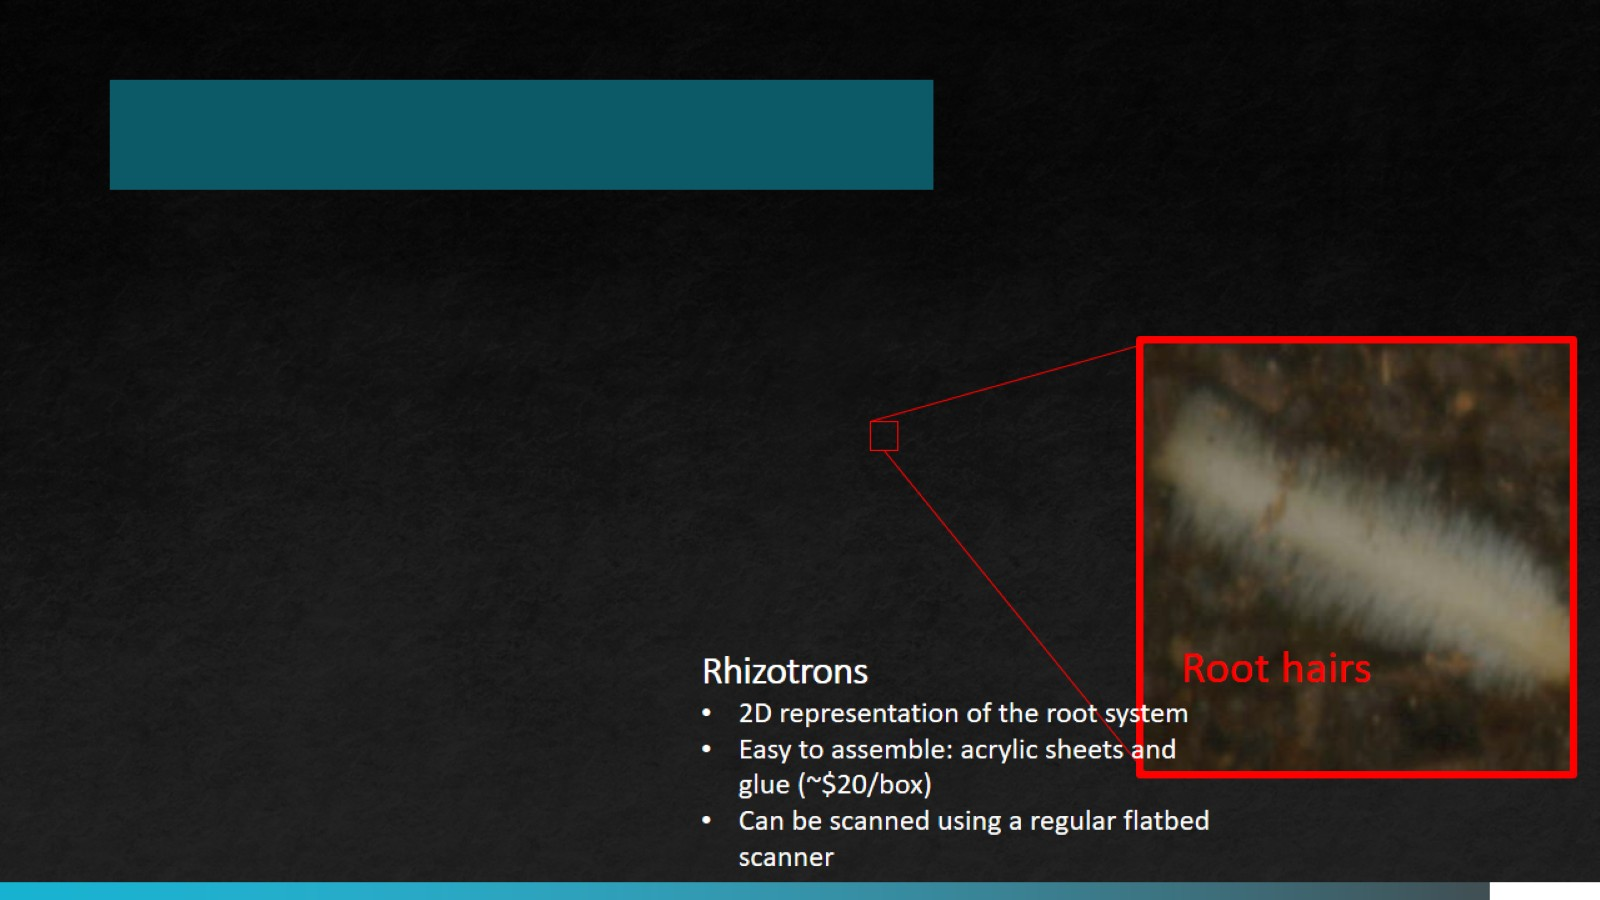 Root hairs
Rhizotrons
• 2D representation of the root system
• Easy to assemble: acrylic sheets and
glue (~$20/box)
• Can be scanned using a regular flatbed
scanner